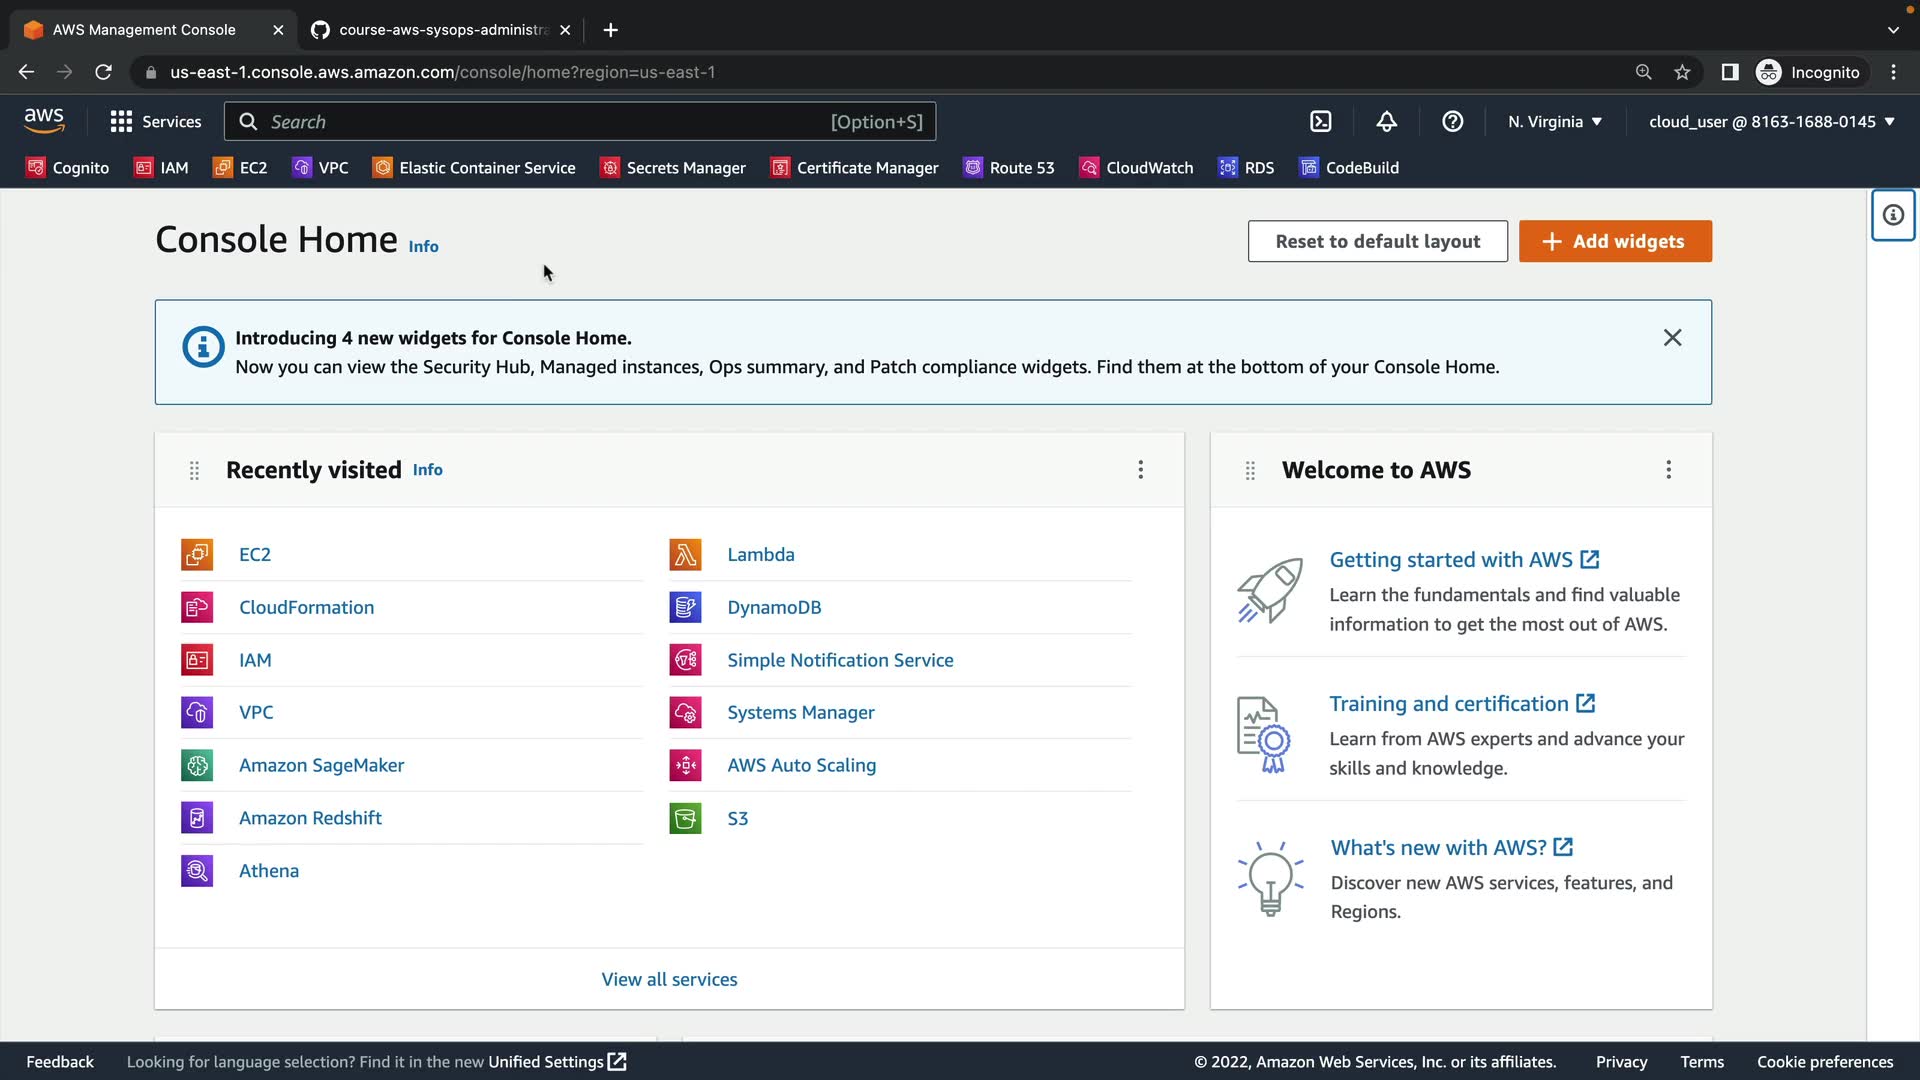 AWS Management Console
course-aws-sysops-administra
us-east-1.console.aws.amazon.com/console/home?region=us-east-1
Incognito
aws
Services
Search
[Option+S]
N. Virginia
cloud_user @ 8163-1688-0145
Cognito
IAM
EC2
VPC
Elastic Container Service
Secrets Manager
Certificate Manager
Route 53
CloudWatch
RDS
CodeBuild
Console Home Info
Reset to default layout
Add widgets
Introducing 4 new widgets for Console Home.
Now you can view the Security Hub, Managed instances, Ops summary, and Patch compliance widgets. Find them at the bottom of your Console Home.
Recently visited Info
EC2
CloudFormation
IAM
VPC
Amazon SageMaker
Amazon Redshift
Athena
Lambda
DynamoDB
Simple Notification Service
Systems Manager
AWS Auto Scaling
S3
View all services
Welcome to AWS
Getting started with AWS
Learn the fundamentals and find valuable
information to get the most out of AWS.
Training and certification
Learn from AWS experts and advance your
skills and knowledge.
What's new with AWS?
Discover new AWS services, features, and
Regions.
Feedback
Looking for language selection? Find it in the new Unified Settings
© 2022, Amazon Web Services, Inc. or its affiliates.
Privacy
Terms
Cookie preferences